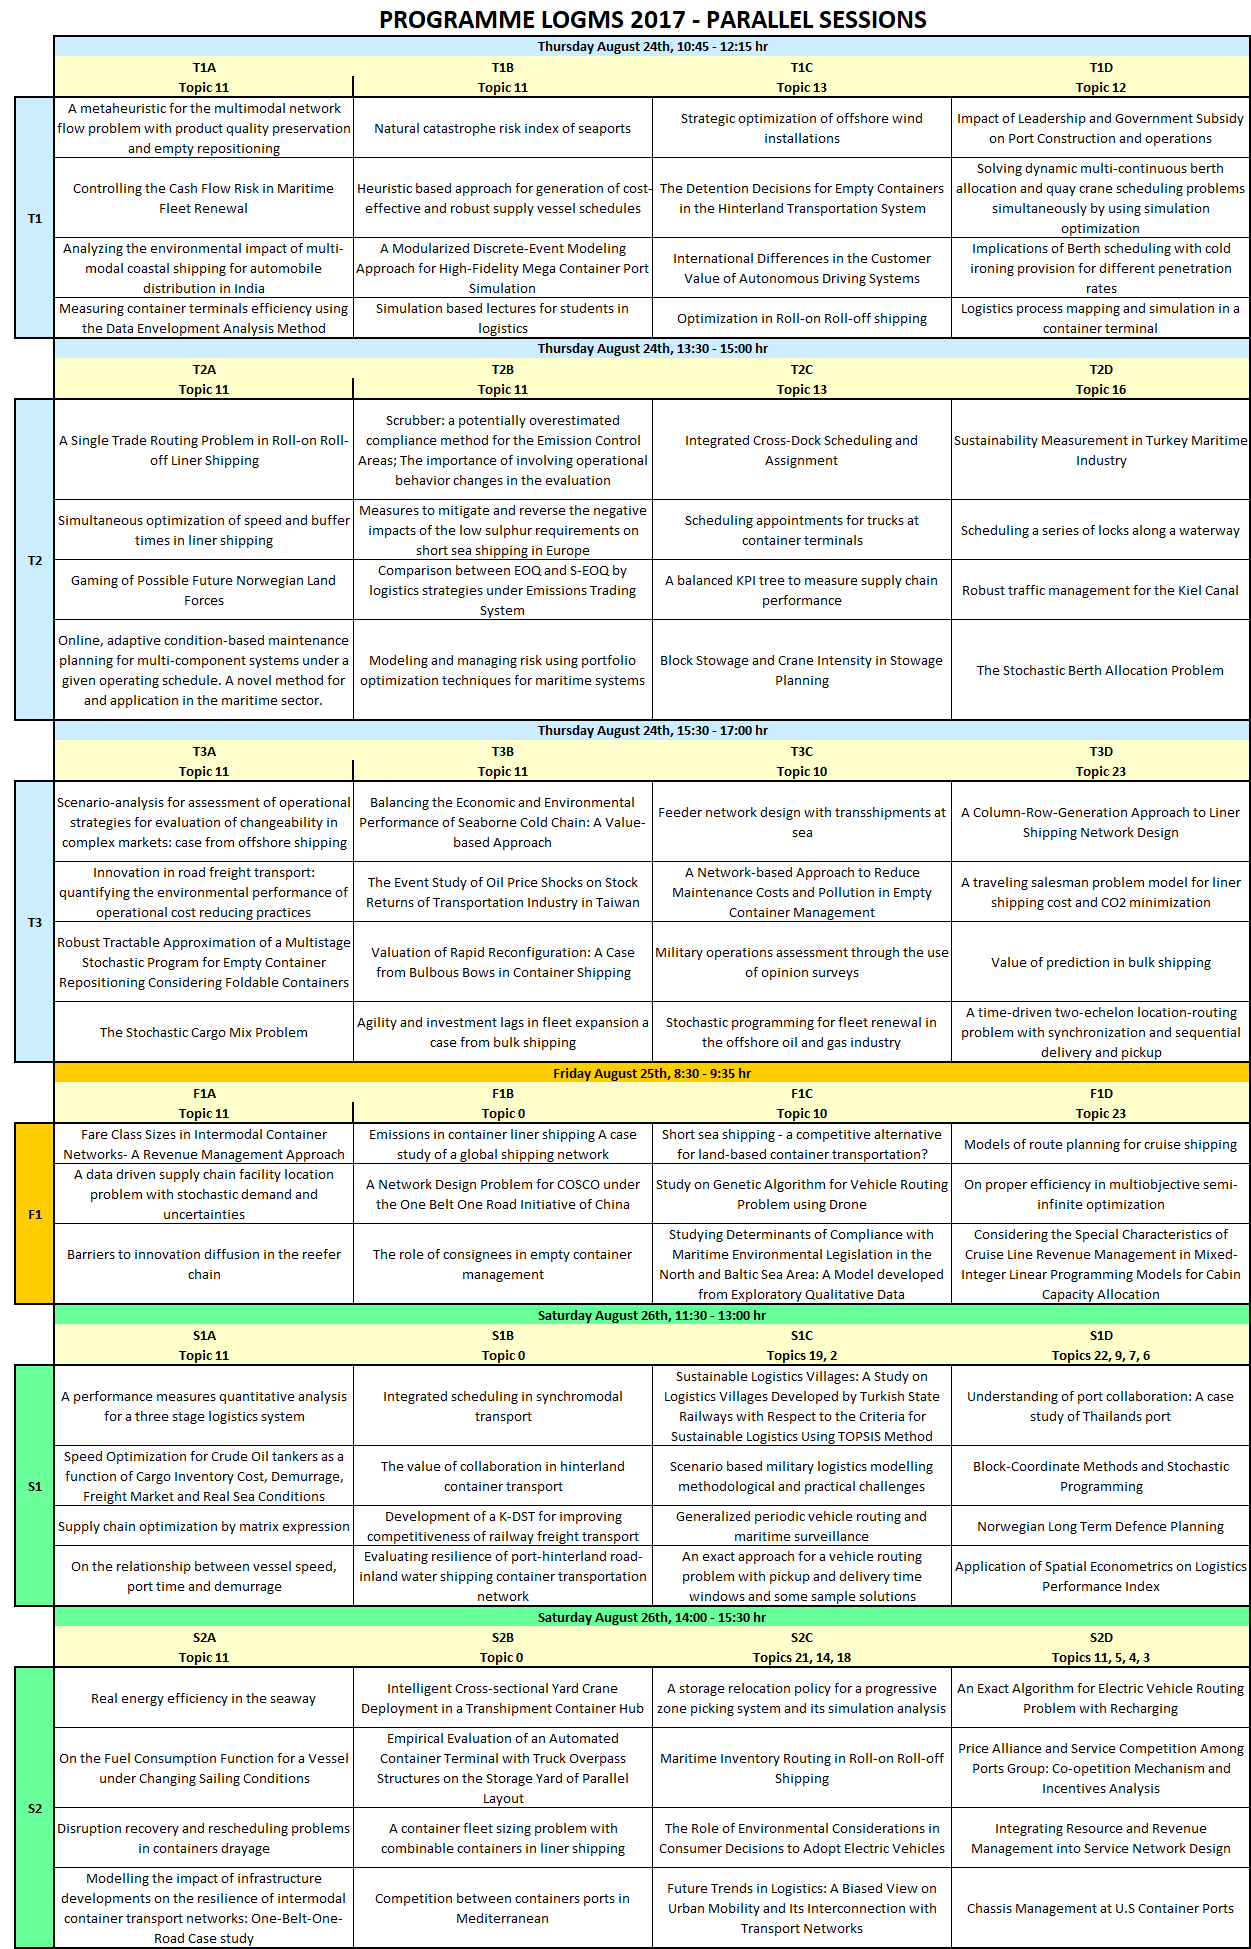 PROGRAMME LOGMS 2017 - PARALLEL SESSIONS
Thursday August 24th, 10:45 - 12:15 hr
T1A
Topic 11
T1B
Topic 11
T1C
Topic 13
T1D
Topic 12
T1
A metaheuristic for the multimodal network
flow problem with product quality preservation
and empty repositioning
Natural catastrophe risk index of seaports
Strategic optimization of offshore wind
installations
Impact of Leadership and Government Subsidy
on Port Construction and operations
Controlling the Cash Flow Risk in Maritime
Fleet Renewal
Heuristic based approach for generation of cost-
effective and robust supply vessel schedules
The Detention Decisions for Empty Containers
in the Hinterland Transportation System
Solving dynamic multi-continuous berth
allocation and quay crane scheduling problems
simultaneously by using simulation
optimization
Analyzing the environmental impact of multi-
modal coastal shipping for automobile
distribution in India
A Modularized Discrete-Event Modeling
Approach for High-Fidelity Mega Container Port
Simulation
International Differences in the Customer
Value of Autonomous Driving Systems
Implications of Berth scheduling with cold
ironing provision for different penetration
rates
Measuring container terminals efficiency using
the Data Envelopment Analysis Method
Simulation based lectures for students in
logistics
Optimization in Roll-on Roll-off shipping
Logistics process mapping and simulation in a
container terminal
Thursday August 24th, 13:30 - 15:00 hr
T2A
Topic 11
T2B
Topic 11
T2C
Topic 13
T2D
Topic 16
T2
A Single Trade Routing Problem in Roll-on Roll-
off Liner Shipping
Scrubber: a potentially overestimated
compliance method for the Emission Control
Areas; The importance of involving operational
behavior changes in the evaluation
Integrated Cross-Dock Scheduling and
Assignment
Sustainability Measurement in Turkey Maritime
Industry
Simultaneous optimization of speed and buffer
times in liner shipping
Measures to mitigate and reverse the negative
impacts of the low sulphur requirements on
short sea shipping in Europe
Scheduling appointments for trucks at
container terminals
Scheduling a series of locks along a waterway
Gaming of Possible Future Norwegian Land
Forces
Comparison between EOQ and S-EOQ by
logistics strategies under Emissions Trading
System
A balanced KPI tree to measure supply chain
performance
Robust traffic management for the Kiel Canal
Online, adaptive condition-based maintenance
planning for multi-component systems under a
given operating schedule. A novel method for
and application in the maritime sector.
Modeling and managing risk using portfolio
optimization techniques for maritime systems
Block Stowage and Crane Intensity in Stowage
Planning
The Stochastic Berth Allocation Problem
Thursday August 24th, 15:30 - 17:00 hr
T3A
Topic 11
T3B
Topic 11
T3C
Topic 10
T3D
Topic 23
T3
Scenario-analysis for assessment of operational
strategies for evaluation of changeability in
complex markets: case from offshore shipping
Balancing the Economic and Environmental
Performance of Seaborne Cold Chain: A Value-
based Approach
Feeder network design with transshipments at
sea
A Column-Row-Generation Approach to Liner
Shipping Network Design
Innovation in road freight transport:
quantifying the environmental performance of
operational cost reducing practices
The Event Study of Oil Price Shocks on Stock
Returns of Transportation Industry in Taiwan
A Network-based Approach to Reduce
Maintenance Costs and Pollution in Empty
Container Management
A traveling salesman problem model for liner
shipping cost and CO2 minimization
Robust Tractable Approximation of a Multistage
Stochastic Program for Empty Container
Repositioning Considering Foldable Containers
Valuation of Rapid Reconfiguration: A Case
from Bulbous Bows in Container Shipping
Military operations assessment through the use
of opinion surveys
Value of prediction in bulk shipping
The Stochastic Cargo Mix Problem
Agility and investment lags in fleet expansion a
case from bulk shipping
Stochastic programming for fleet renewal in
the offshore oil and gas industry
A time-driven two-echelon location-routing
problem with synchronization and sequential
delivery and pickup
Friday August 25th, 8:30 - 9:35 hr
F1A
Topic 11
F1B
Topic 0
F1C
Topic 10
F1D
Topic 23
F1
Fare Class Sizes in Intermodal Container
Networks- A Revenue Management Approach
Emissions in container liner shipping A case
study of a global shipping network
Short sea shipping - a competitive alternative
for land-based container transportation?
Models of route planning for cruise shipping
A data driven supply chain facility location
problem with stochastic demand and
uncertainties
A Network Design Problem for COSCO under
the One Belt One Road Initiative of China
Study on Genetic Algorithm for Vehicle Routing
Problem using Drone
On proper efficiency in multiobjective semi-
infinite optimization
Barriers to innovation diffusion in the reefer
chain
The role of consignees in empty container
management
Studying Determinants of Compliance with
Maritime Environmental Legislation in the
North and Baltic Sea Area: A Model developed
from Exploratory Qualitative Data
Considering the Special Characteristics of
Cruise Line Revenue Management in Mixed-
Integer Linear Programming Models for Cabin
Capacity Allocation
Saturday August 26th, 11:30 - 13:00 hr
S1A
Topic 11
S1B
Topic 0
S1C
Topics 19, 2
S1D
Topics 22, 9, 7, 6
S1
A performance measures quantitative analysis
for a three stage logistics system
Integrated scheduling in synchromodal
transport
Sustainable Logistics Villages: A Study on
Logistics Villages Developed by Turkish State
Railways with Respect to the Criteria for
Sustainable Logistics Using TOPSIS Method
Understanding of port collaboration: A case
study of Thailands port
Speed Optimization for Crude Oil tankers as a
function of Cargo Inventory Cost, Demurrage,
Freight Market and Real Sea Conditions
The value of collaboration in hinterland
container transport
Scenario based military logistics modelling
methodological and practical challenges
Block-Coordinate Methods and Stochastic
Programming
Supply chain optimization by matrix expression
Development of a K-DST for improving
competitiveness of railway freight transport
Generalized periodic vehicle routing and
maritime surveillance
Norwegian Long Term Defence Planning
On the relationship between vessel speed,
port time and demurrage
Evaluating resilience of port-hinterland road-
inland water shipping container transportation
network
An exact approach for a vehicle routing
problem with pickup and delivery time
windows and some sample solutions
Application of Spatial Econometrics on Logistics
Performance Index
Saturday August 26th, 14:00 - 15:30 hr
S2A
Topic 11
S2B
Topic 0
S2C
Topics 21, 14, 18
S2D
Topics 11, 5, 4, 3
S2
Real energy efficiency in the seaway
Intelligent Cross-sectional Yard Crane
Deployment in a Transhipment Container Hub
A storage relocation policy for a progressive
zone picking system and its simulation analysis
An Exact Algorithm for Electric Vehicle Routing
Problem with Recharging
On the Fuel Consumption Function for a Vessel
under Changing Sailing Conditions
Empirical Evaluation of an Automated
Container Terminal with Truck Overpass
Structures on the Storage Yard of Parallel
Layout
Maritime Inventory Routing in Roll-on Roll-off
Shipping
Price Alliance and Service Competition Among
Ports Group: Co-opetition Mechanism and
Incentives Analysis
Disruption recovery and rescheduling problems
in containers drayage
A container fleet sizing problem with
combinable containers in liner shipping
The Role of Environmental Considerations in
Consumer Decisions to Adopt Electric Vehicles
Integrating Resource and Revenue
Management into Service Network Design
Modelling the impact of infrastructure
developments on the resilience of intermodal
container transport networks: One-Belt-One-
Road Case study
Competition between containers ports in
Mediterranean
Future Trends in Logistics: A Biased View on
Urban Mobility and Its Interconnection with
Transport Networks
Chassis Management at U.S Container Ports